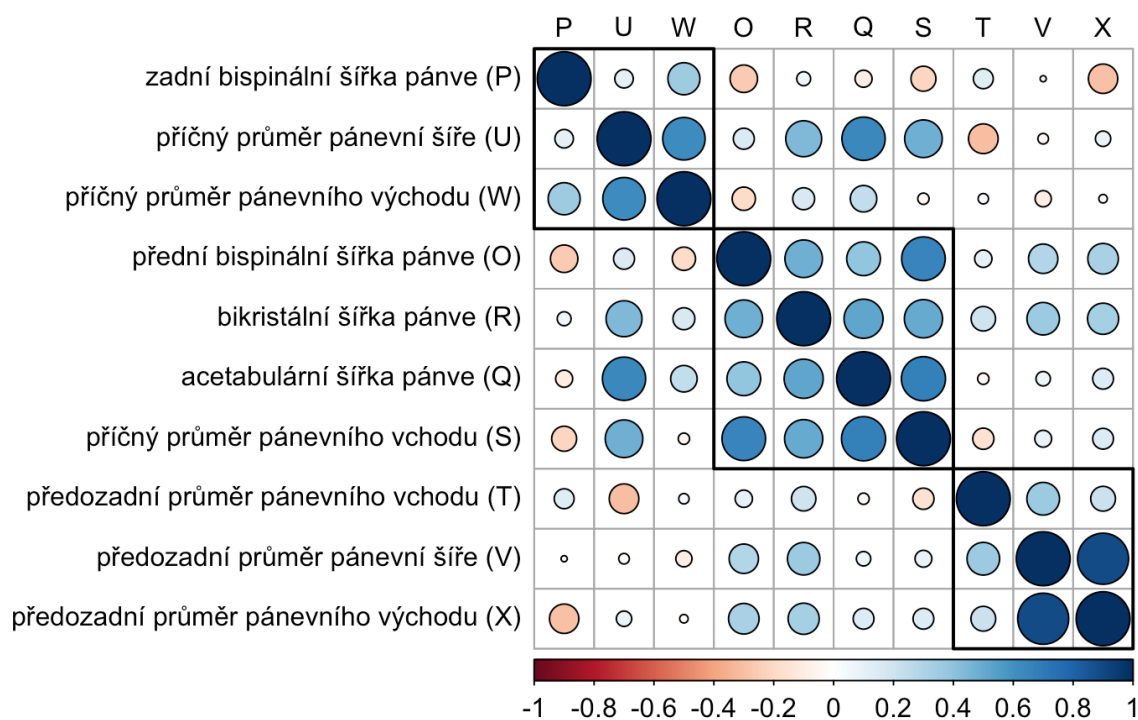 P U W O R Q S T V X
zadní bispinální šířka pánve (P)
příčný průměr pánevní šíře (U)
příčný průměr pánevního východu (W)
přední bispinální šířka pánve (O)
bikristální šířka pánve (R)
acetabulární šířka pánve (Q)
příčný průměr pánevního vchodu (S)
předozadní průměr pánevního vchodu (T)
předozadní průměr pánevní šíře (V)
předozadní průměr pánevního východu (X)
-1 -0.8 -0.6 -0.4 -0.2 0 0.2 0.4 0.6 0.8 1